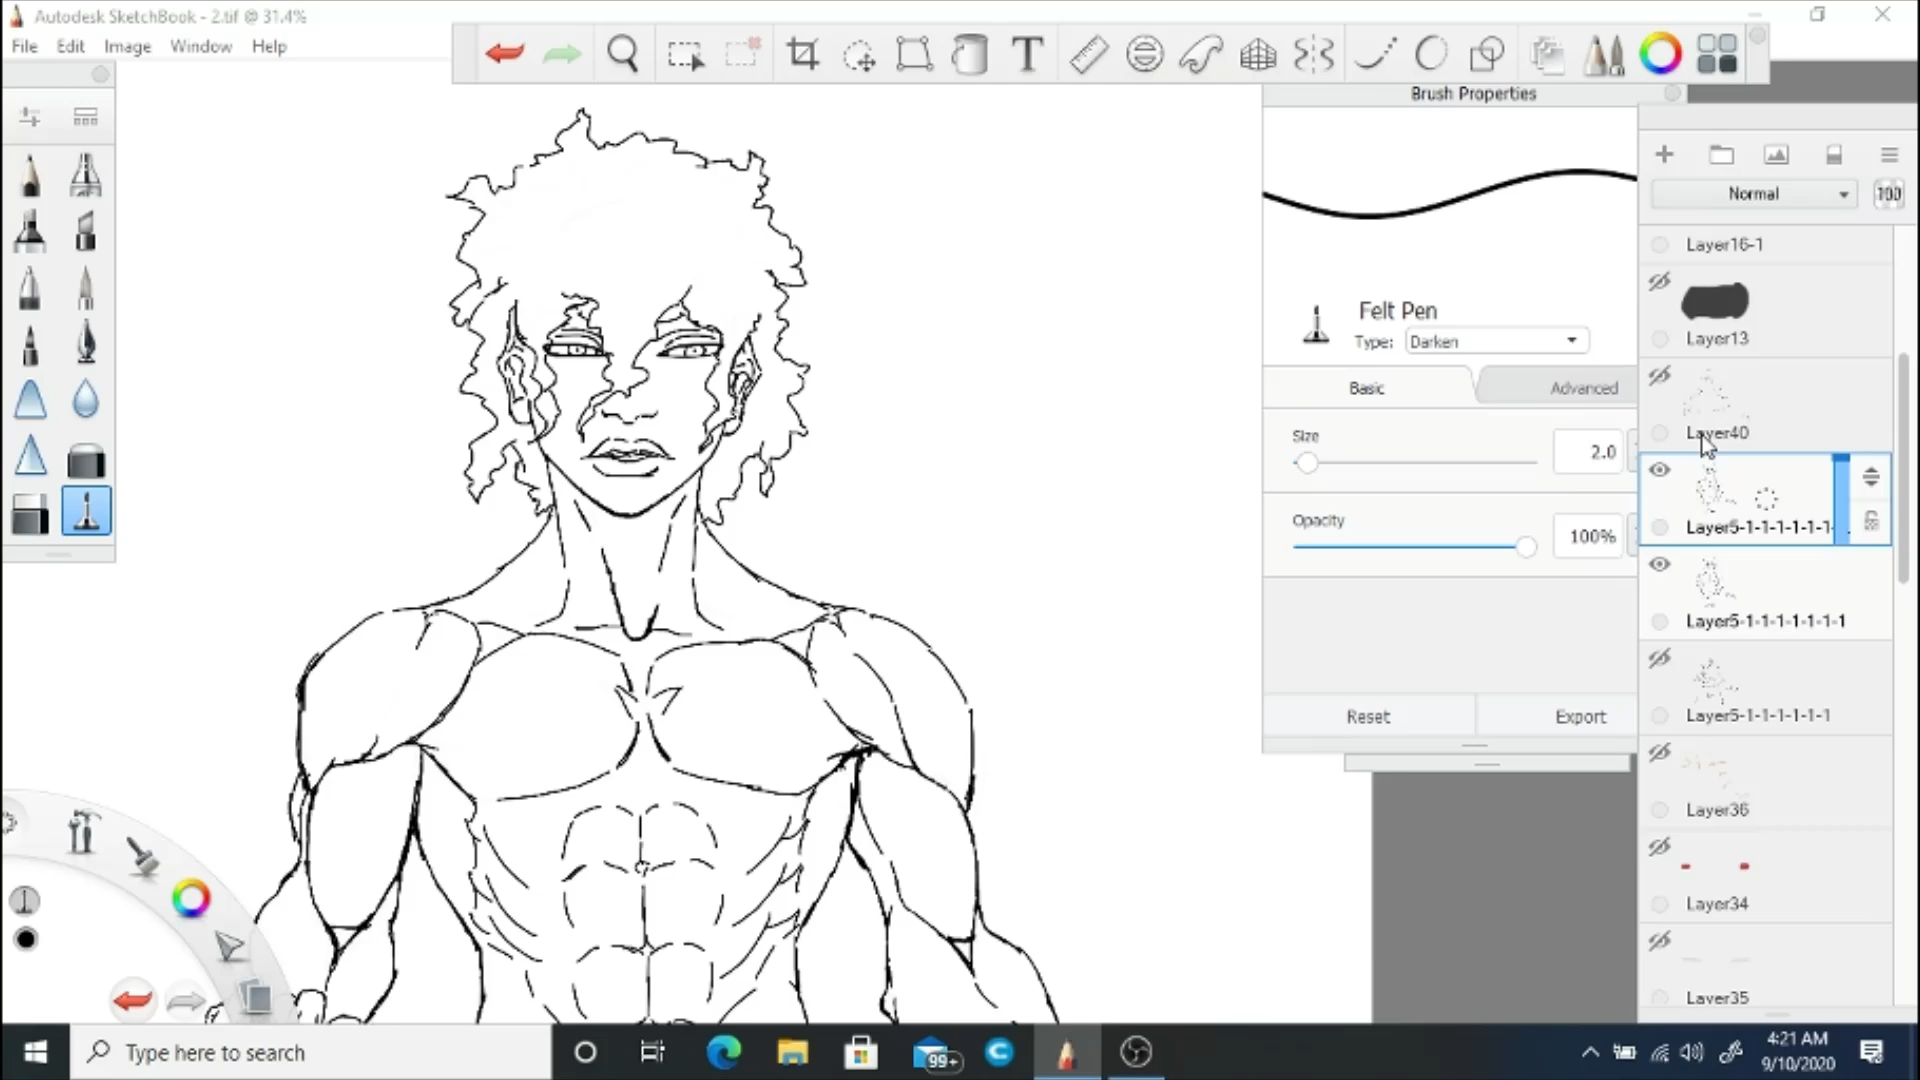 Autodesk SketchBook - 2.tif @ 31.4%
File Edit Image Window Help
T
Brush Properties
Normal
100
Layer16-1
Layer13
Felt Pen
Type: Darken
Basic Advanced
Layer40
Size
2.0
Opacity
100%
Layer5-1-1-1-1-1-1-
Layer5-1-1-1-1-1-1-1
Layer5-1-1-1-1-1-1
Reset Export
Layer36
Layer34
Layer35
Type here to search
99+
4:21 AM
9/10/2020